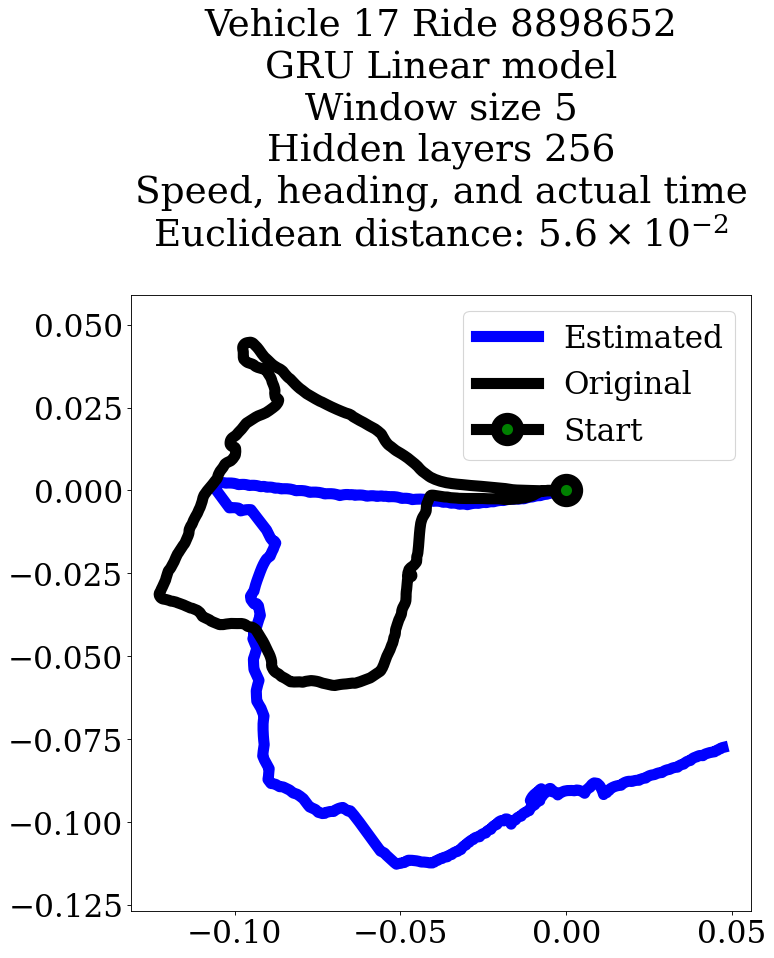 Vehicle 17 Ride 8898652
GRU Linear model
Window size 5
Hidden layers 256
Speed, heading, and actual time
Euclidean distance: 5.6 × 10⁻²
Estimated
Original
Start
0.050
0.025
0.000
−0.025
−0.050
−0.075
−0.100
−0.125
−0.10
−0.05
0.00
0.05